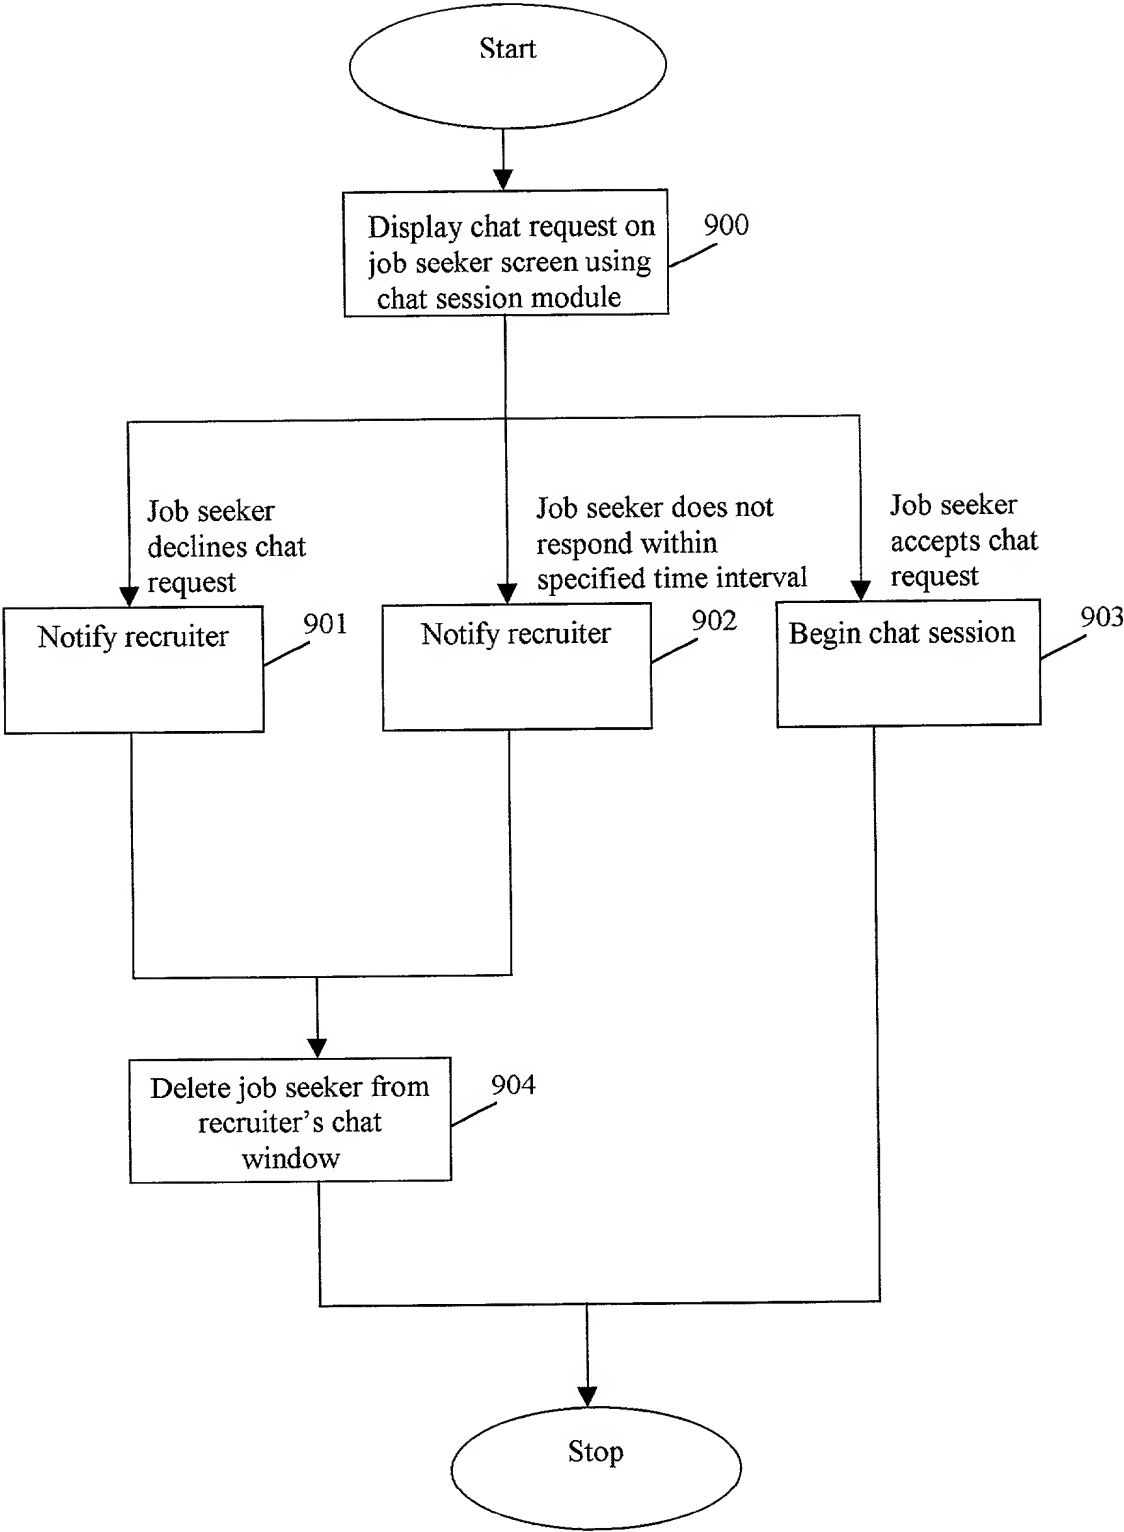 Start
Display chat request on
job seeker screen using
chat session module
900
Job seeker
declines chat
request
Job seeker does not
respond within
specified time interval
Job seeker
accepts chat
request
Notify recruiter
901
Notify recruiter
902
Begin chat session
903
Delete job seeker from
recruiter's chat
window
904
Stop